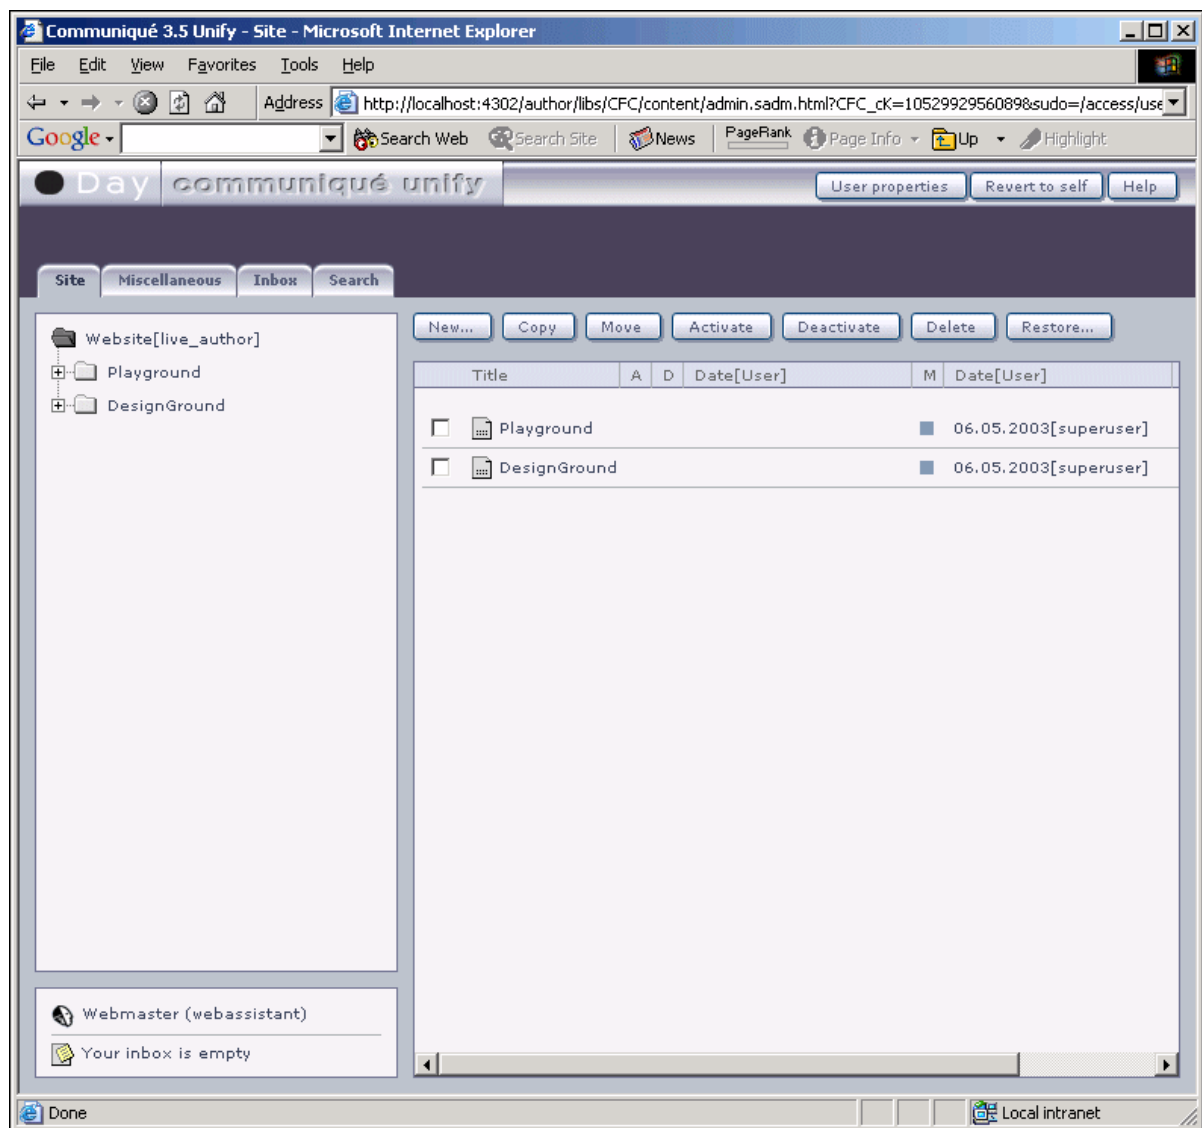 Communiqué 3.5 Unify - Site - Microsoft Internet Explorer
File Edit View Favorites Tools Help
Address http://localhost:4302/author/libs/CFC/content/admin.sadm.html?CFC_cK=1052992956089&sudo=/access/use
Google Search Web Search Site News PageRank Page Info Up Highlight
Day communiqué unify User properties Revert to self Help
Site Miscellaneous Inbox Search
New... Copy Move Activate Deactivate Delete Restore...
Website[live_author]
Playground
DesignGround
Title A D Date[User] M Date[User]
Playground 06.05.2003[superuser]
DesignGround 06.05.2003[superuser]
Webmaster (webassistant)
Your inbox is empty
Done Local intranet